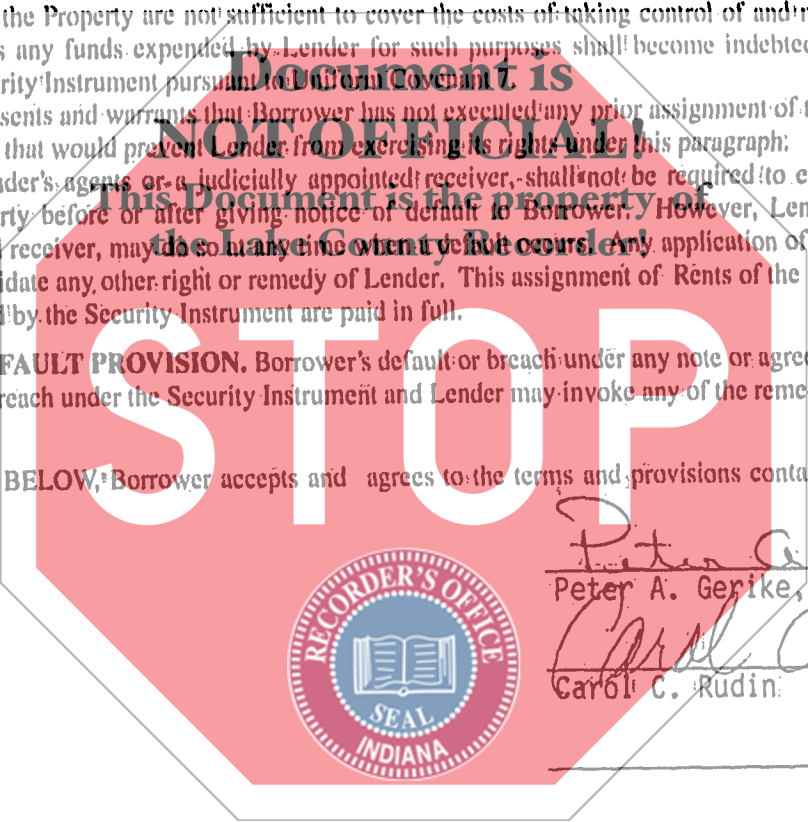 the Property are not sufficient to cover the costs of taking control of and
s any funds expended by Lender for such purposes shall become indebted
rity Instrument pursuant to Uniform Covenant 7.
sents and warrants that Borrower has not executed any prior assignment of
that would prevent Lender from exercising its rights under this paragraph:
der's agents or a judicially appointed receiver, shall not be required to e
rty before or after giving notice of default to Borrower. However, Len
receiver, may do so at any time when a default occurs. Any application of
idate any other right or remedy of Lender. This assignment of Rents of the
by the Security Instrument are paid in full.
FAULT PROVISION. Borrower's default or breach under any note or agree
reach under the Security Instrument and Lender may invoke any of the reme
BELOW, Borrower accepts and agrees to the terms and provisions conta
Peter A. Gerike,
Carol C. Rudin
Document is
NOT OFFICIAL!
This Document is the property of
the Lake County Recorder!
STOP
RECORDER'S OFFICE
SEAL
INDIANA